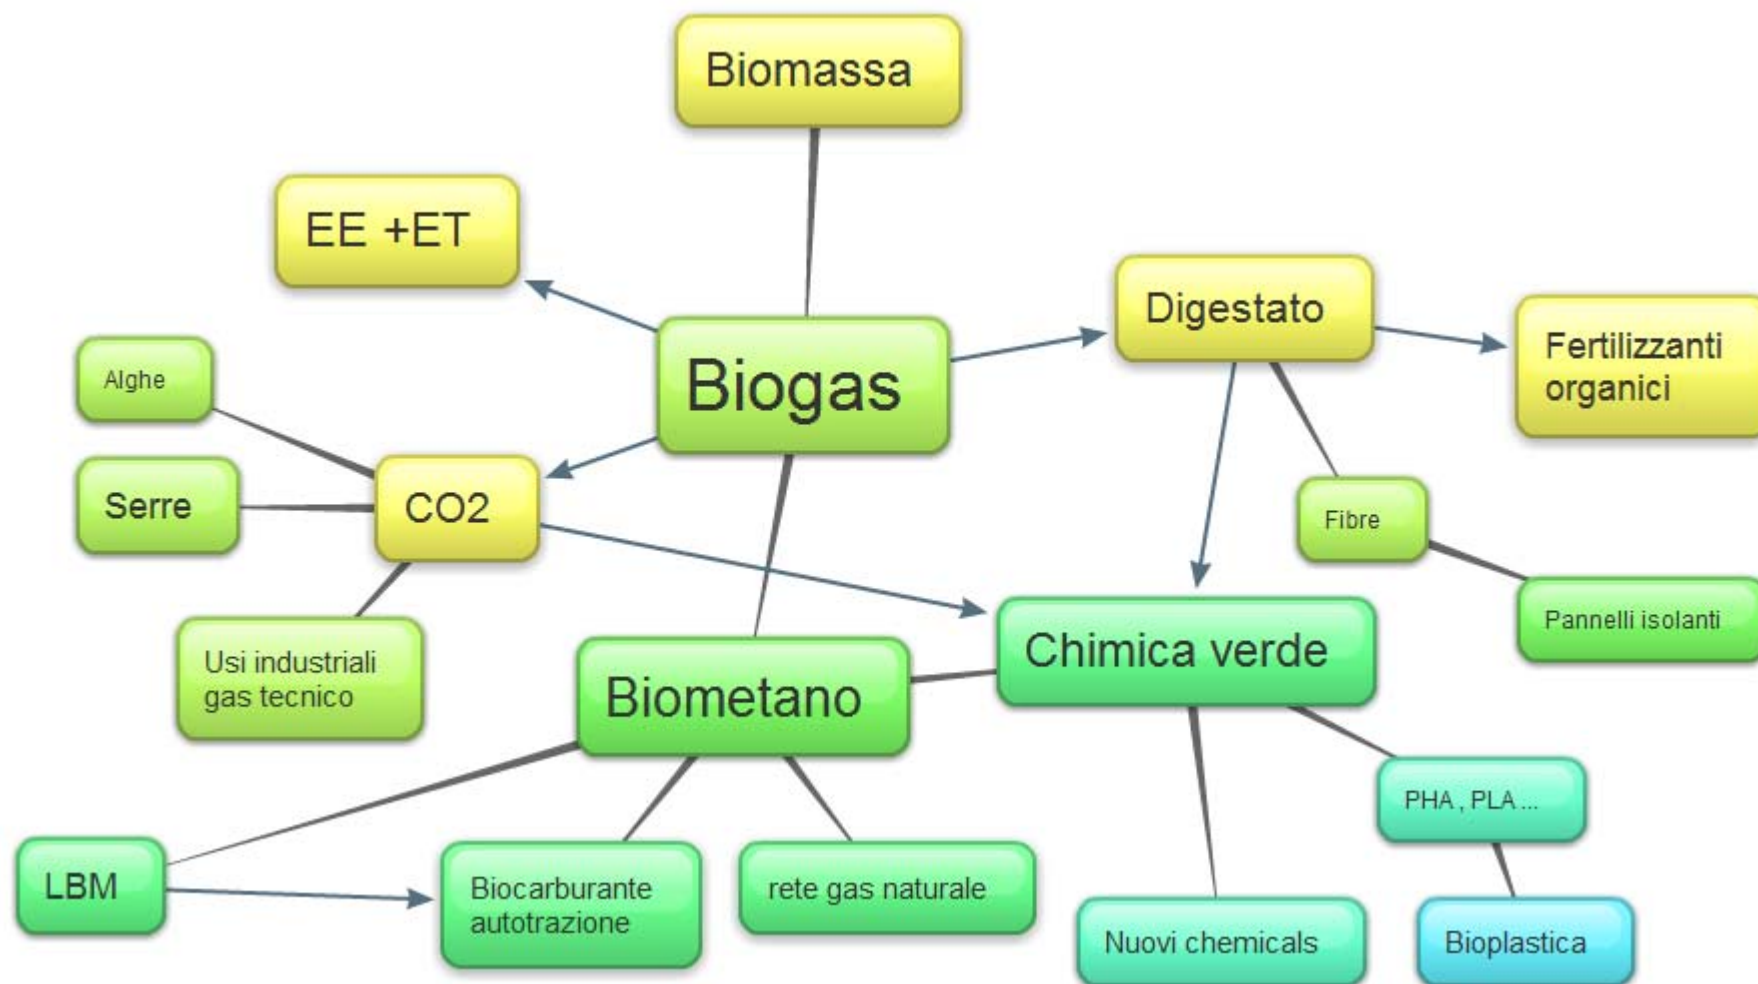 Biomassa
EE +ET
Digestato
Fertilizzanti
organici
Biogas
Alghe
Serre
CO2
Fibre
Pannelli isolanti
Usi industriali
gas tecnico
Chimica verde
Biometano
PHA , PLA ...
LBM
Biocarburante
autotrazione
rete gas naturale
Nuovi chemicals
Bioplastica